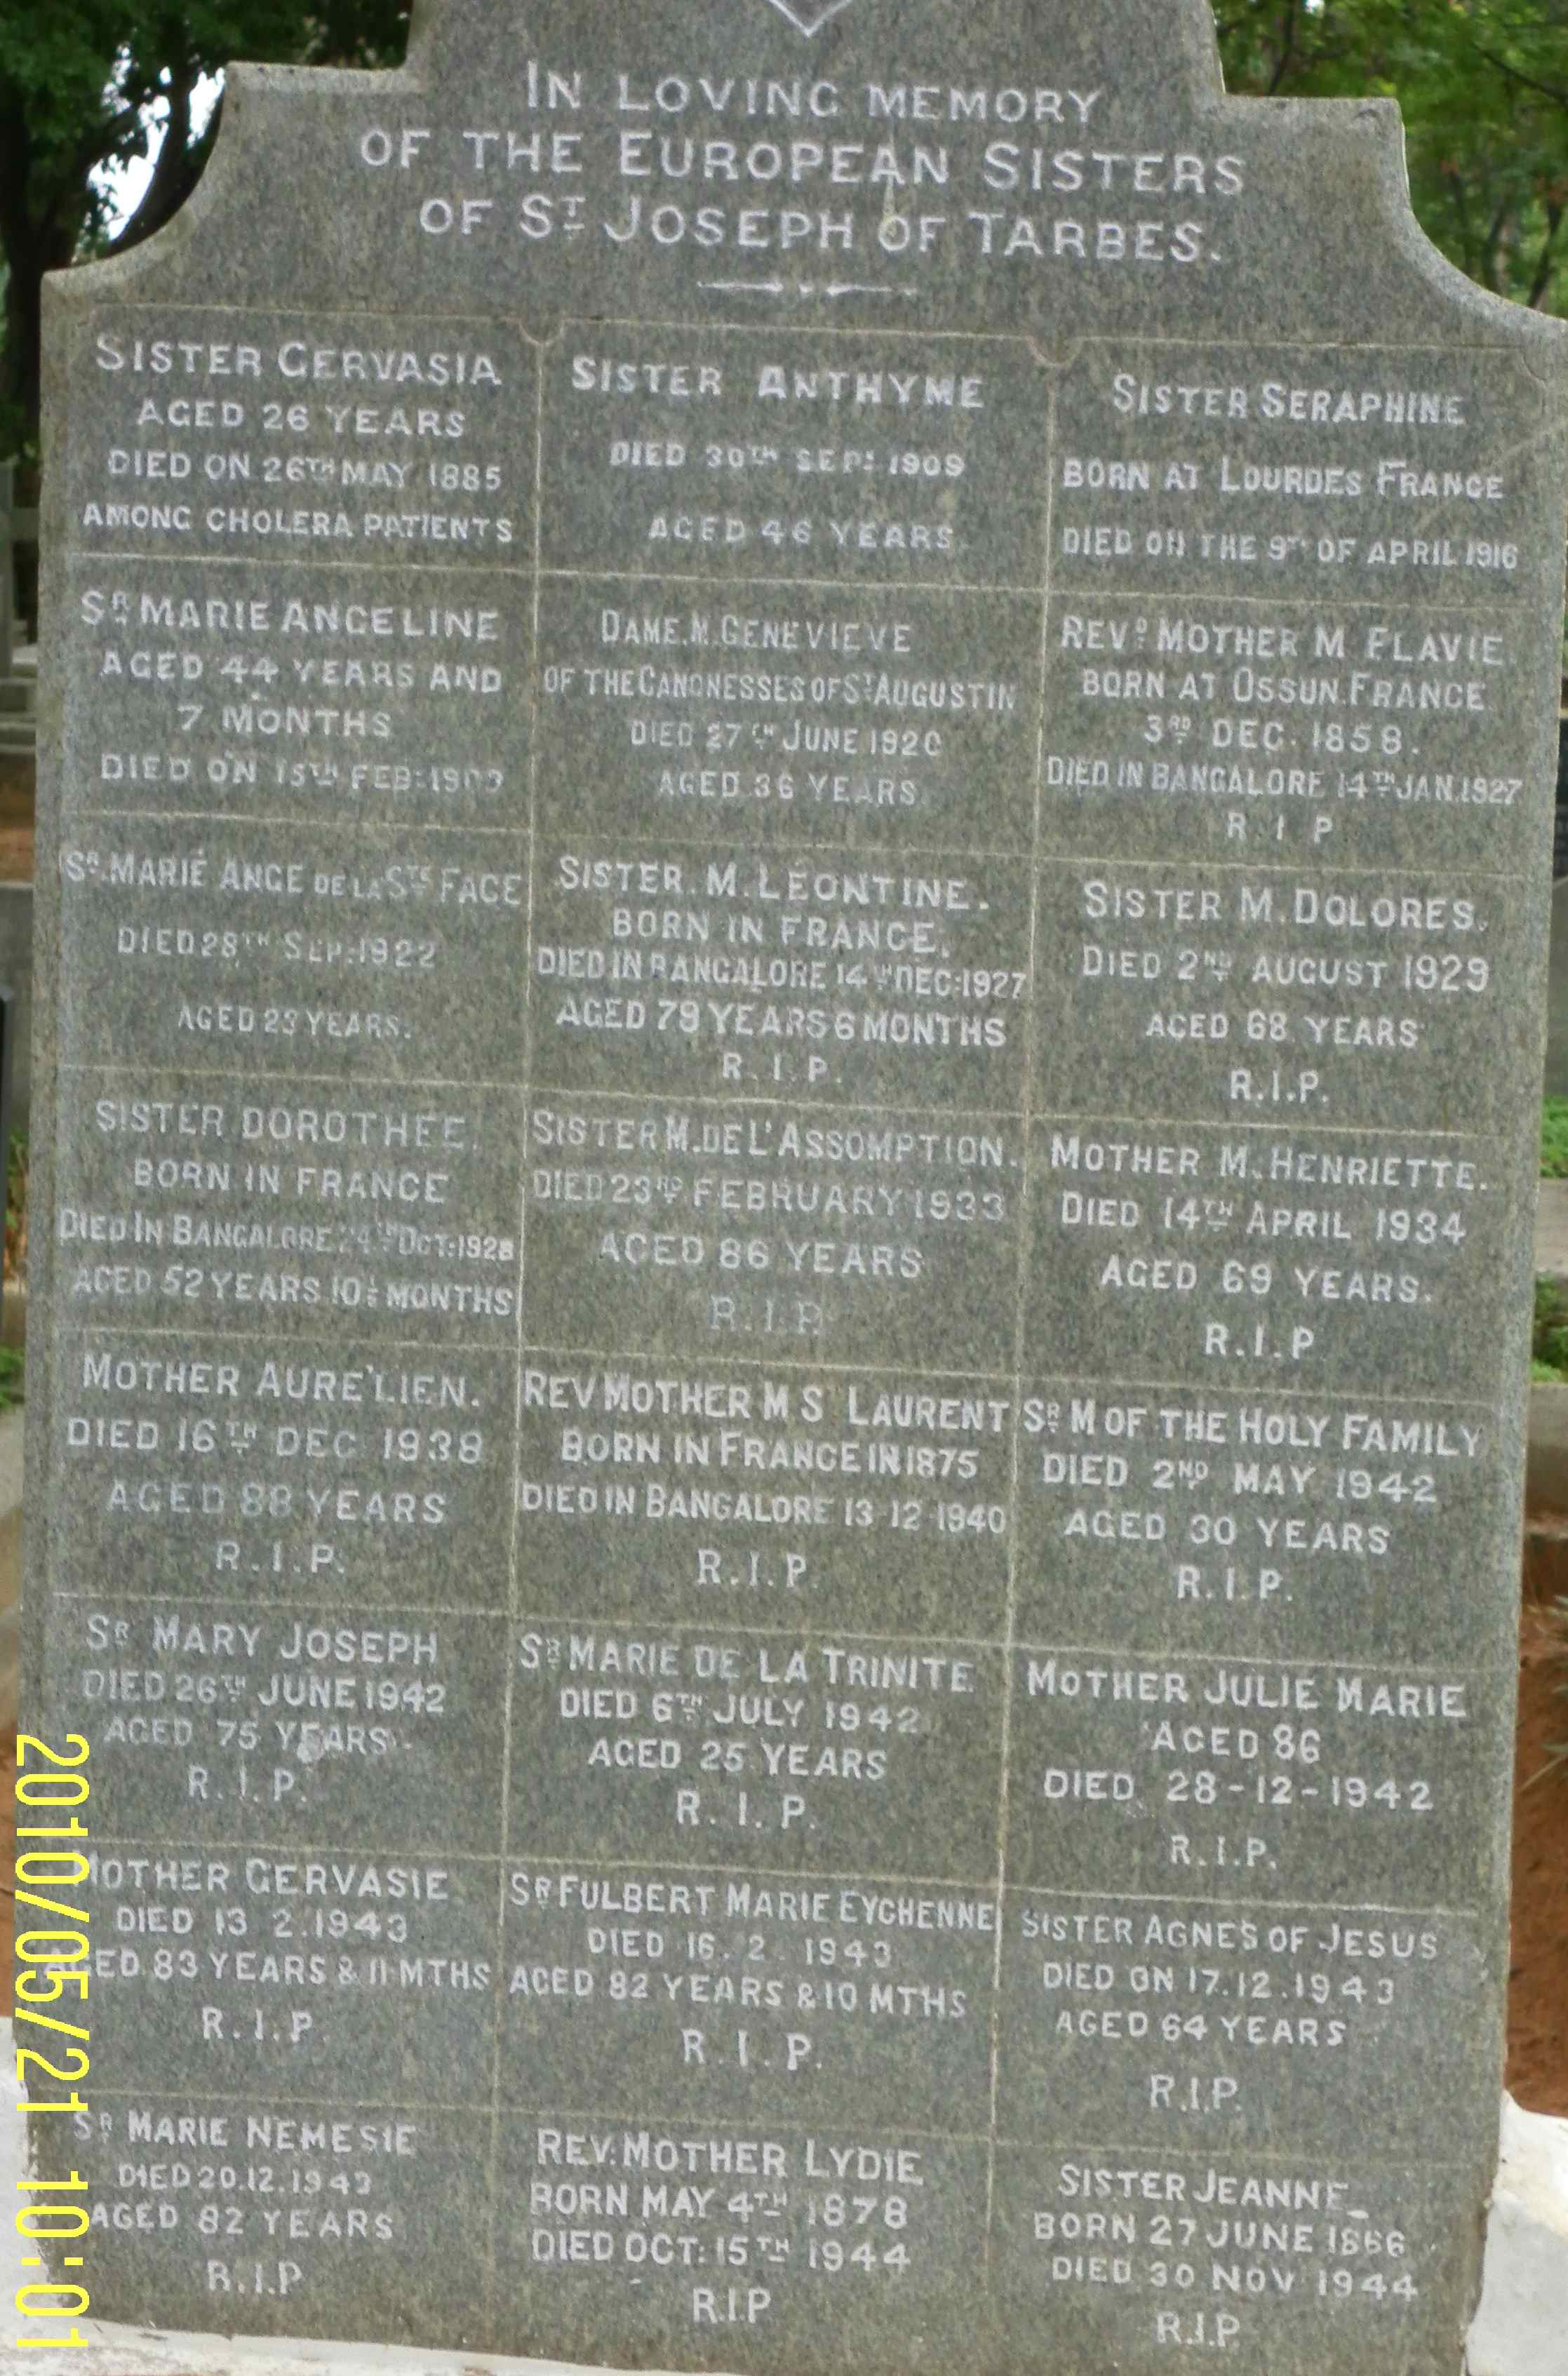 IN LOVING MEMORY
OF THE EUROPEAN SISTERS
OF ST JOSEPH OF TARBES.
SISTER GERVASIA
AGED 26 YEARS
DIED ON 26TH MAY 1885
AMONG CHOLERA PATIENTS
SISTER ANTHYME
DIED 30TH SEP: 1909
AGED 46 YEARS
SISTER SERAPHINE
BORN AT LOURDES FRANCE
DIED ON THE 9TH OF APRIL 1916
SR MARIE ANGELINE
AGED 44 YEARS AND
7 MONTHS
DIED ON 15TH FEB:
DAME. M. GENEVIEVE
OF THE CANONESSES OF ST AUGUSTIN
DIED 27TH JUNE 1920
AGED 36 YEARS
REVD MOTHER M FLAVIE.
BORN AT OSSUN. FRANCE
3RD DEC. 1858.
DIED IN BANGALORE 14TH JAN. 1927
R I P
SR. MARIE ANGE DE LA STE FACE
DIED 28TH SEP: 1922
AGED 23 YEARS.
SISTER. M. LEONTINE.
BORN IN FRANCE.
DIED IN BANGALORE 14TH DEC: 1927
AGED 79 YEARS 6 MONTHS
R. I. P.
SISTER M. DOLORES.
DIED 2ND AUGUST 1929
AGED 68 YEARS
R.I.P.
SISTER DOROTHEE.
BORN IN FRANCE
DIED IN BANGALORE 24TH OCT: 1928
AGED 52 YEARS 10½ MONTHS
SISTER M. DE L'ASSOMPTION.
DIED 23RD FEBRUARY 1933
AGED 86 YEARS
R.I.P.
MOTHER M. HENRIETTE.
DIED 14TH APRIL 1934
AGED 69 YEARS.
R.I.P
MOTHER AURE'LIEN.
DIED 16TH DEC 1938
AGED 88 YEARS
R.I.P.
REV MOTHER M S LAURENT
BORN IN FRANCE IN 1875
DIED IN BANGALORE 13 12 1940
R.I.P.
SR M OF THE HOLY FAMILY
DIED 2ND MAY 1942
AGED 30 YEARS
R.I.P.
SR MARY JOSEPH
DIED 26TH JUNE 1942
AGED 75 YEARS
R.I.P.
SR MARIE DE LA TRINITE
DIED 6TH JULY 1942
AGED 25 YEARS
R.I.P.
MOTHER JULIE MARIE
AGED 86
DIED 28-12-1942
R.I.P.
MOTHER GERVASIE
DIED 13 2.1943
AGED 83 YEARS & 11 MTHS
R.I.P.
SR FULBERT MARIE EYCHENNE
DIED 16 2 1943
AGED 82 YEARS & 10 MTHS
R.I.P.
SISTER AGNES OF JESUS
DIED ON 17.12.1943
AGED 64 YEARS
R.I.P.
SR MARIE NEMESIE
DIED 20.12.1943
AGED 82 YEARS
R.I.P
REV: MOTHER LYDIE
BORN MAY 4TH 1878
DIED OCT: 15TH 1944
R.I.P
SISTER JEANNE
BORN 27 JUNE 1866
DIED 30 NOV 1944
R.I.P.
2010/05/21 10:01